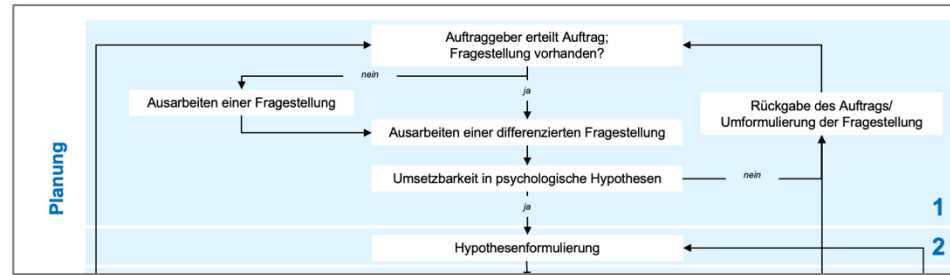 Auftraggeber erteilt Auftrag;
Fragestellung vorhanden?
nein
ja
Ausarbeiten einer Fragestellung
Rückgabe des Auftrags/
Umformulierung der Fragestellung
Ausarbeiten einer differenzierten Fragestellung
Umsetzbarkeit in psychologische Hypothesen
nein
ja
Planung
1
Hypothesenformulierung
2